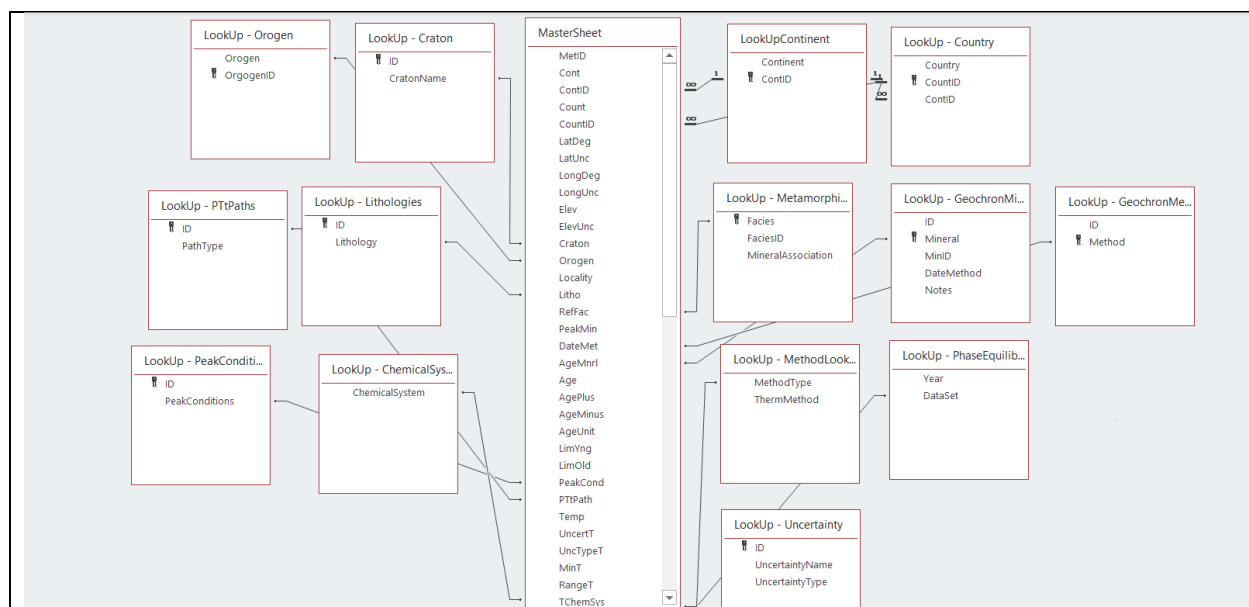 LookUp - Orogen
Orogen
OrgogenID
LookUp - Craton
ID
CratonName
MasterSheet
MetID
Cont
ContID
Count
CountID
LatDeg
LatUnc
LongDeg
LongUnc
Elev
ElevUnc
Craton
Orogen
Locality
Litho
RefFac
PeakMin
DateMet
AgeMnrl
Age
AgePlus
AgeMinus
AgeUnit
LimYng
LimOld
PeakCond
PTtPath
Temp
UncertT
UncTypeT
MinT
RangeT
TChemSys
LookUpContinent
Continent
ContID
LookUp - Country
Country
CountID
ContID
∞ 1
∞
1 1
∞
LookUp - PTtPaths
ID
PathType
LookUp - Lithologies
ID
Lithology
LookUp - Metamorphi...
Facies
FaciesID
MineralAssociation
LookUp - GeochronMi...
ID
Mineral
MinID
DateMethod
Notes
LookUp - GeochronMe...
ID
Method
LookUp - PeakConditi...
ID
PeakConditions
LookUp - ChemicalSys...
ChemicalSystem
LookUp - MethodLook...
MethodType
ThermMethod
LookUp - PhaseEquilib...
Year
DataSet
LookUp - Uncertainty
ID
UncertaintyName
UncertaintyType